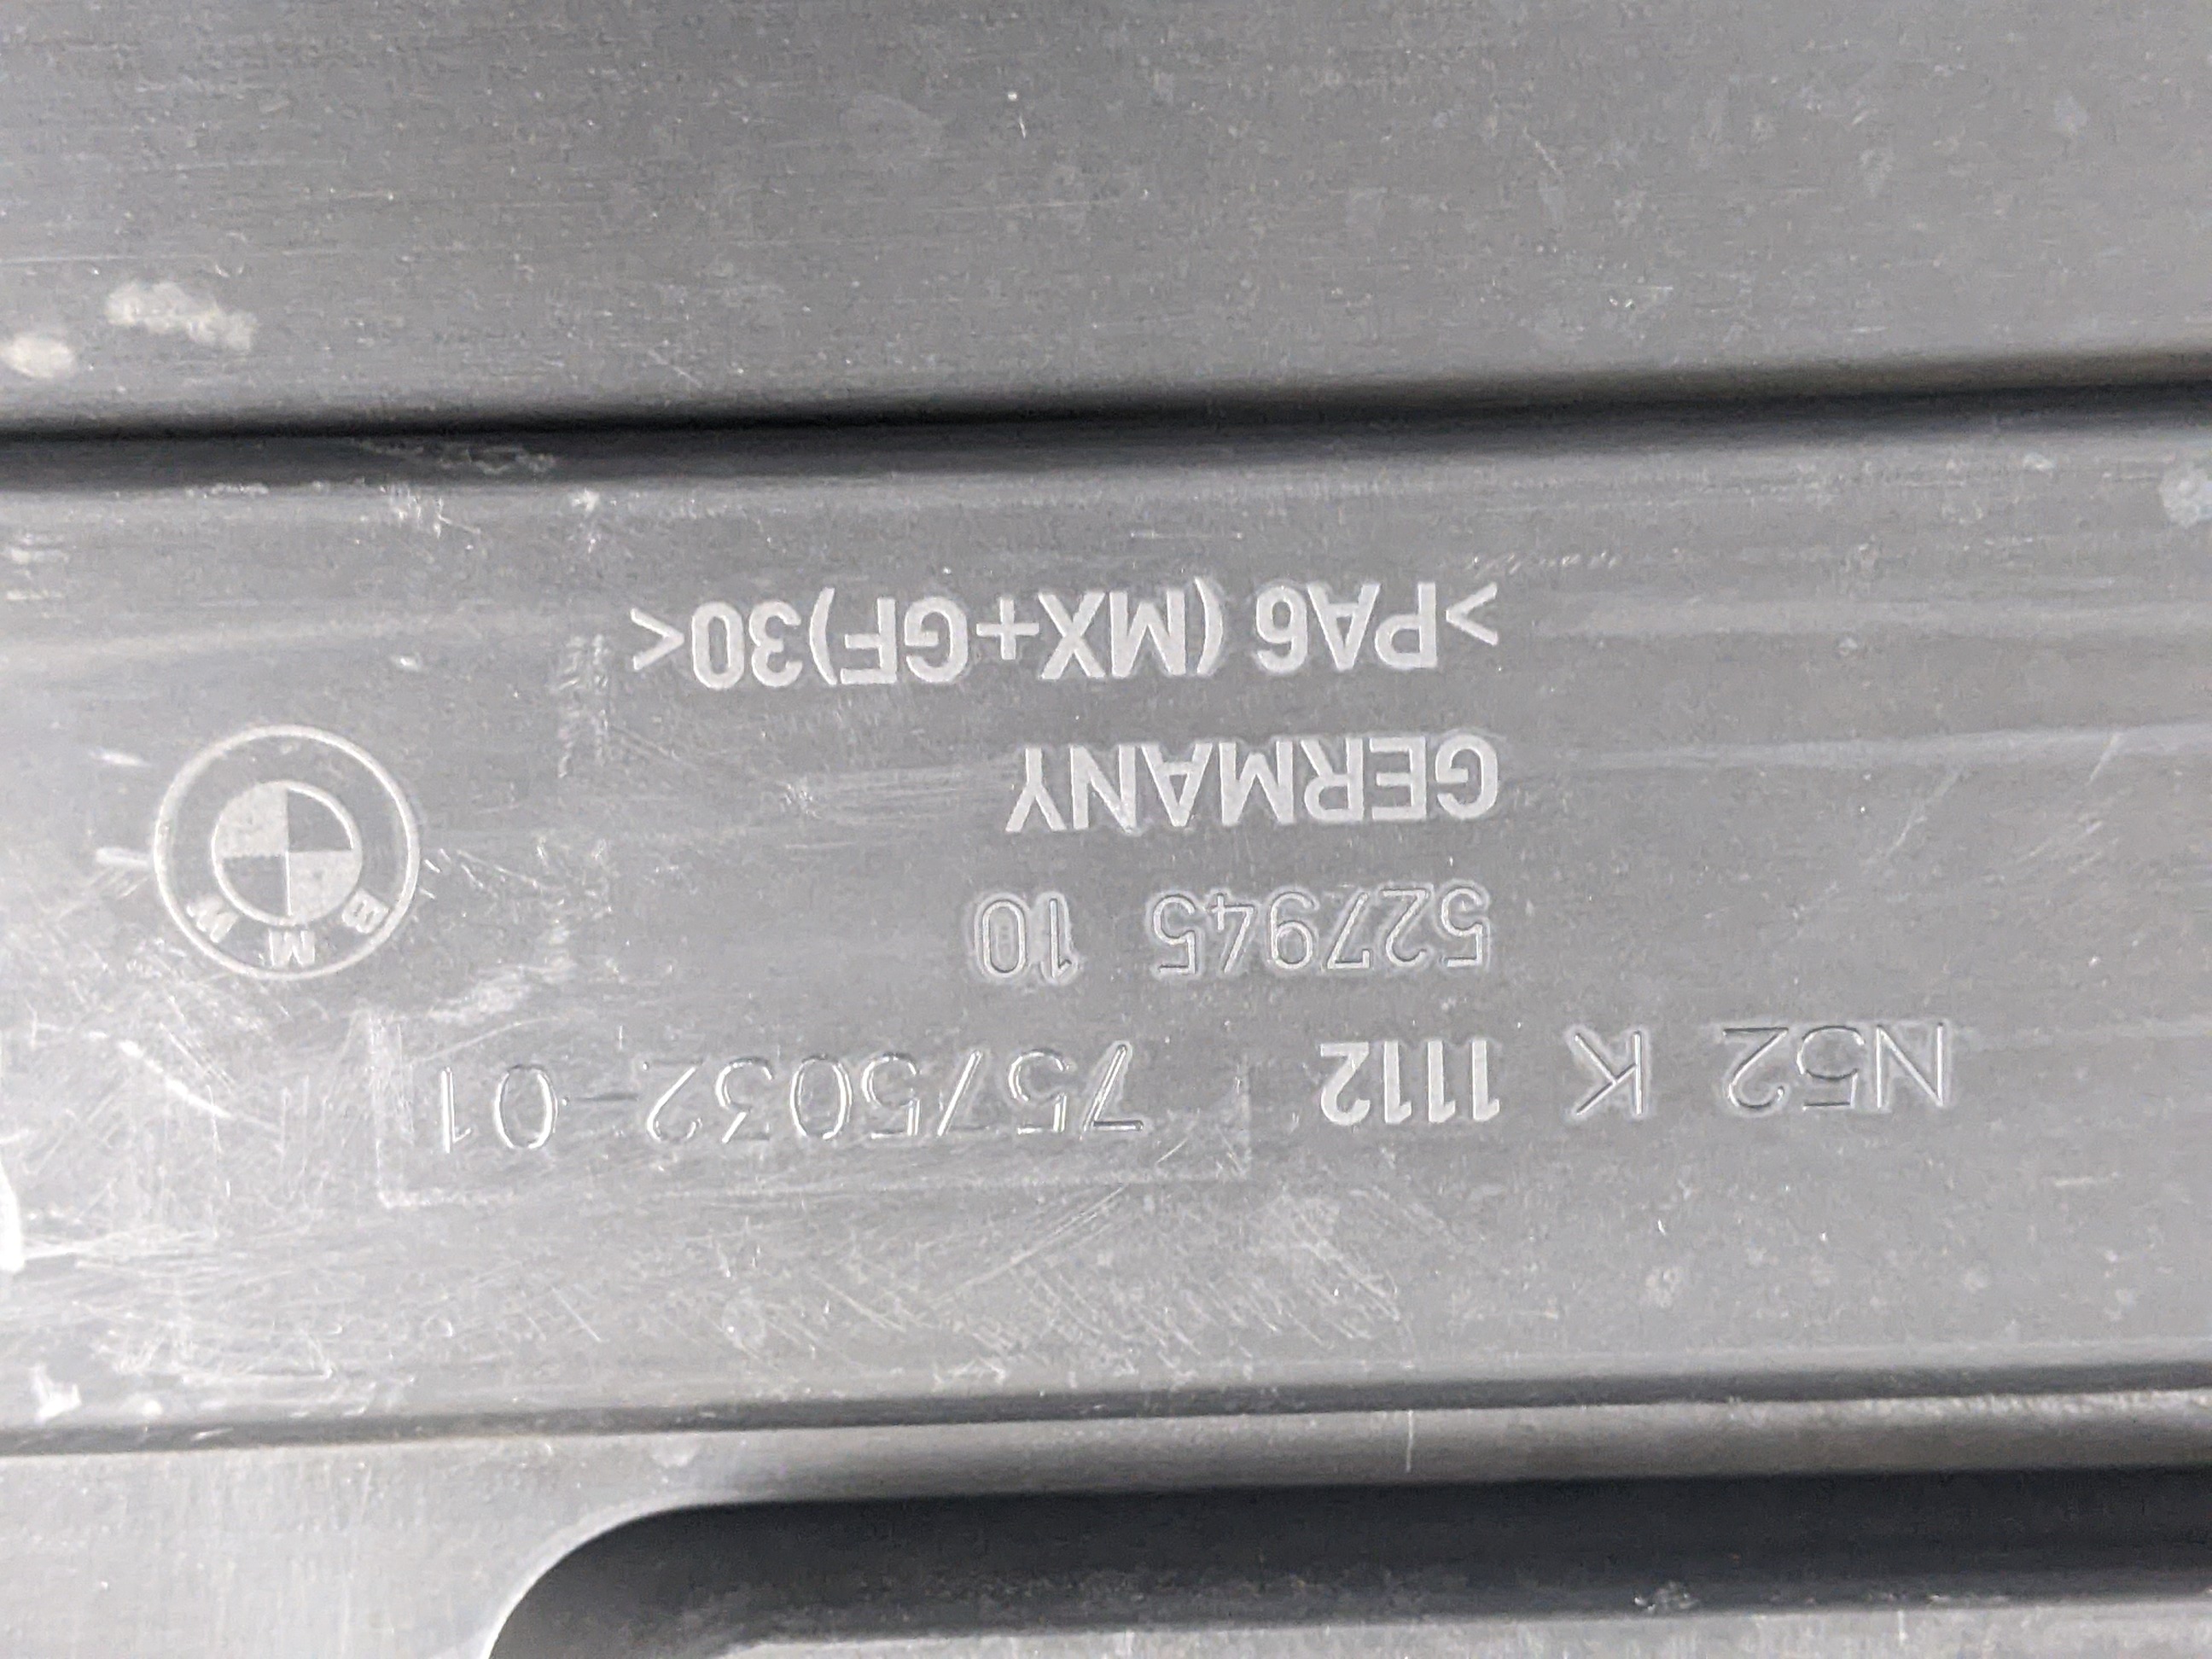 N52 K 1112 7575032-01
527945 10
GERMANY
>PA6 (MX+GF)30<
BMW